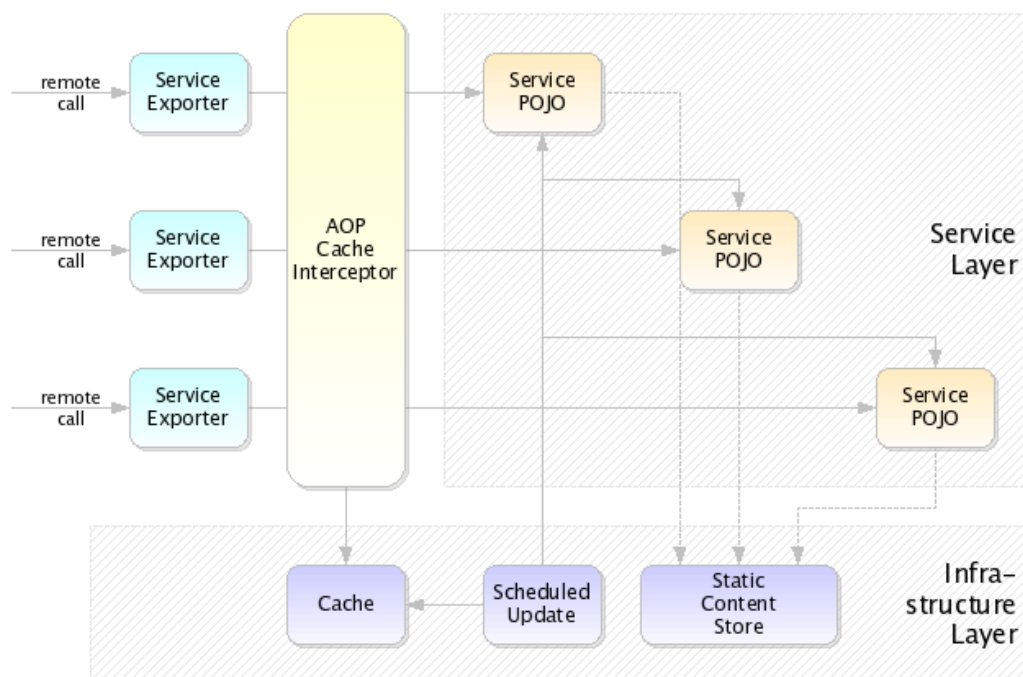 remote
call
Service
Exporter
Service
POJO
remote
call
Service
Exporter
AOP
Cache
Interceptor
Service
POJO
Service
Layer
remote
call
Service
Exporter
Service
POJO
Cache
Scheduled
Update
Static
Content
Store
Infra-
structure
Layer